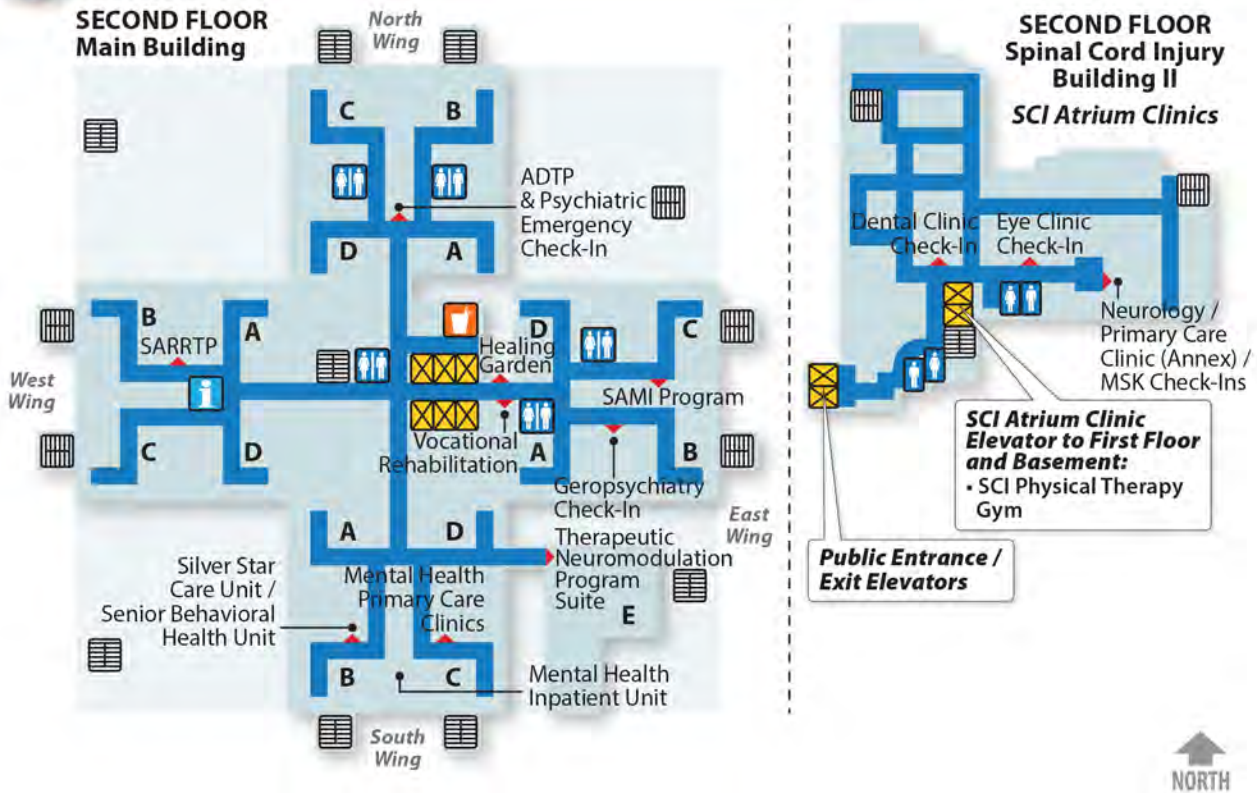 SECOND FLOOR
Main Building
North
Wing
C
B
ADTP
& Psychiatric
Emergency
Check-In
D
A
B
A
SARRTP
West
Wing
C
D
D
C
Healing
Garden
SAMI Program
Vocational
Rehabilitation
A
B
Geropsychiatry
Check-In
East
Wing
A
D
Therapeutic
Neuromodulation
Program
Suite
E
Silver Star
Care Unit /
Senior Behavioral
Health Unit
Mental Health
Primary Care
Clinics
B
C
Mental Health
Inpatient Unit
South
Wing
SECOND FLOOR
Spinal Cord Injury
Building II
SCI Atrium Clinics
Dental Clinic
Check-In
Eye Clinic
Check-In
Neurology /
Primary Care
Clinic (Annex) /
MSK Check-Ins
SCI Atrium Clinic
Elevator to First Floor
and Basement:
• SCI Physical Therapy
Gym
Public Entrance /
Exit Elevators
NORTH